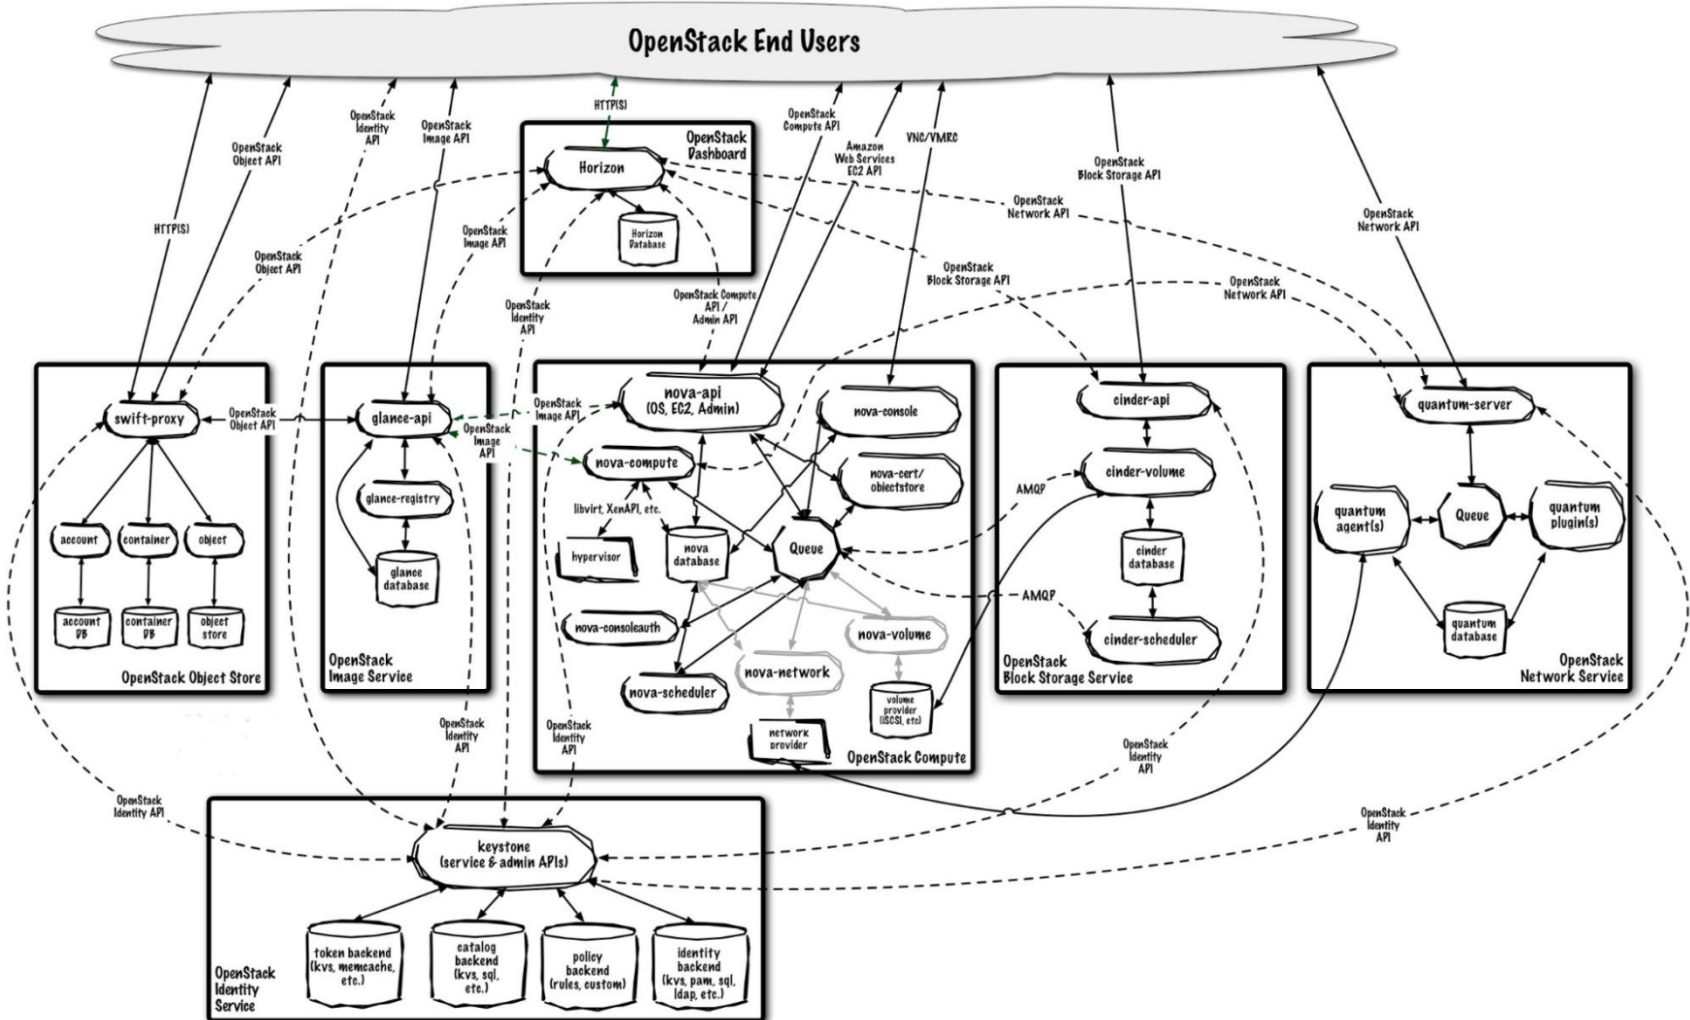 OpenStack End Users
HTTP(S)
OpenStack
Object API
OpenStack
Identity
API
OpenStack
Image API
HTTP(S)
OpenStack
Compute API
Amazon
Web Services
EC2 API
VNC/VMRC
OpenStack
Block Storage API
OpenStack
Network API
OpenStack
Dashboard
Horizon
Horizon
Database
OpenStack
Object API
OpenStack
Image API
OpenStack
Identity
API
OpenStack Compute
API /
Admin API
OpenStack
Block Storage API
OpenStack
Network API
OpenStack
Network API
swift-proxy
account
container
object
account
DB
container
DB
object
store
OpenStack Object Store
OpenStack
Object API
glance-api
glance-registry
glance
database
OpenStack
Image Service
OpenStack
Image API
OpenStack
Image
API
nova-api
(OS, EC2, Admin)
nova-console
nova-compute
nova-cert/
objectstore
libvirt, XenAPI, etc.
hypervisor
nova
database
Queue
nova-consoleauth
nova-volume
nova-network
nova-scheduler
volume
provider
(iSCSI, etc)
network
provider
OpenStack Compute
cinder-api
cinder-volume
AMQP
cinder
database
AMQP
cinder-scheduler
OpenStack
Block Storage Service
quantum-server
quantum
agent(s)
Queue
quantum
plugin(s)
quantum
database
OpenStack
Network Service
OpenStack
Identity API
OpenStack
Identity
API
OpenStack
Identity
API
OpenStack
Identity
API
OpenStack
Identity
API
keystone
(service & admin APIs)
token backend
(kvs, memcache,
etc.)
catalog
backend
(kvs, sql,
etc.)
policy
backend
(rules, custom)
identity
backend
(kvs, pam, sql,
ldap, etc.)
OpenStack
Identity
Service